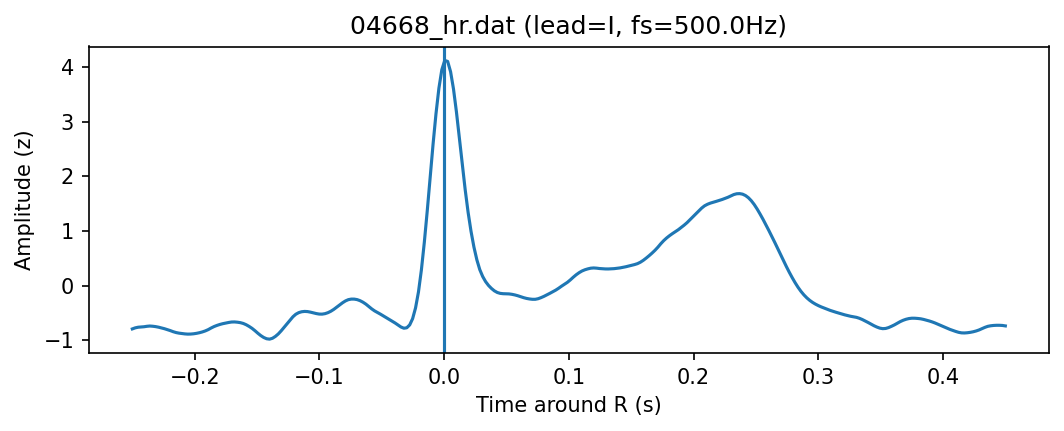 04668_hr.dat (lead=I, fs=500.0Hz)
Amplitude (z)
4
3
2
1
0
−1
−0.2 −0.1 0.0 0.1 0.2 0.3 0.4
Time around R (s)